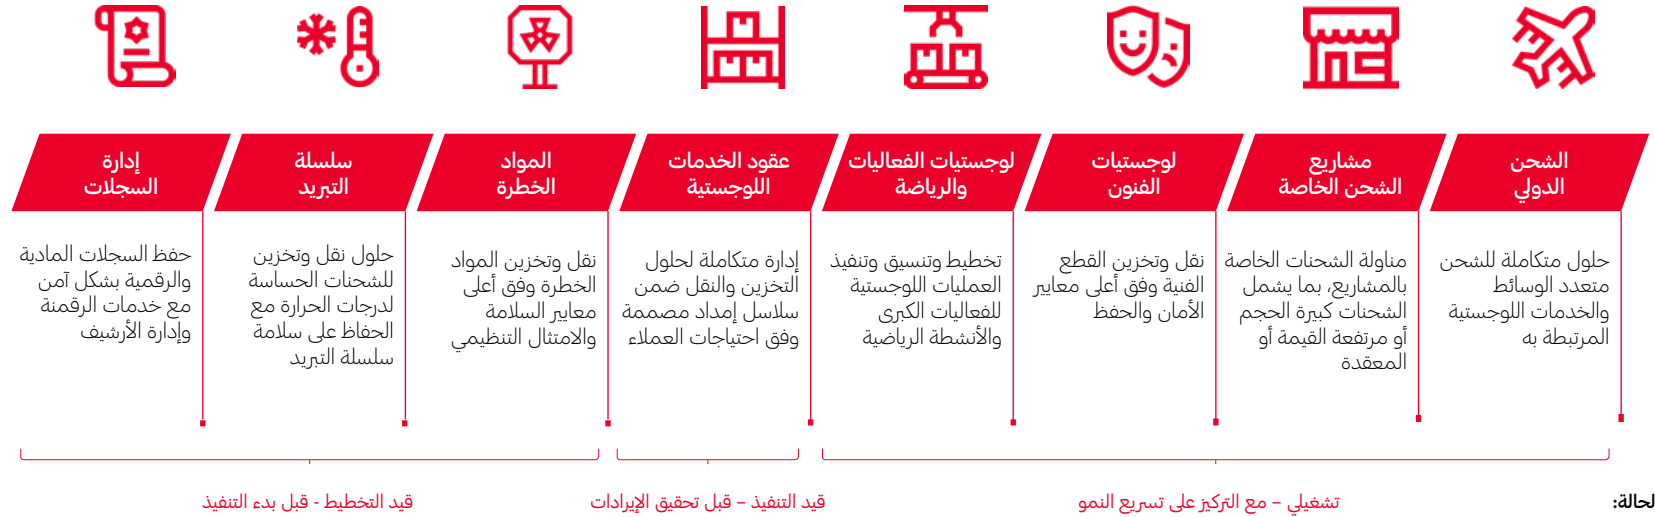 الشحن
الدولي
حلول متكاملة للشحن
متعدد الوسائط
والخدمات اللوجستية
المرتبطة به
مشاريع
الشحن الخاصة
مناولة الشحنات الخاصة
بالمشاريع، بما يشمل
الشحنات كبيرة الحجم
أو مرتفعة القيمة أو
المعقدة
لوجستيات
الفنون
نقل وتخزين القطع
الفنية وفق أعلى معايير
الأمان والحفظ
لوجستيات الفعاليات
والرياضة
تخطيط وتنسيق وتنفيذ
العمليات اللوجستية
للفعاليات الكبرى
والأنشطة الرياضية
عقود الخدمات
اللوجستية
إدارة متكاملة لحلول
التخزين والنقل ضمن
سلاسل إمداد مصممة
وفق احتياجات العملاء
المواد
الخطرة
نقل وتخزين المواد
الخطرة وفق أعلى
معايير السلامة
والامتثال التنظيمي
سلسلة
التبريد
حلول نقل وتخزين
للشحنات الحساسة
لدرجات الحرارة مع
الحفاظ على سلامة
سلسلة التبريد
إدارة
السجلات
حفظ السجلات المادية
والرقمية بشكل آمن
مع خدمات الرقمنة
وإدارة الأرشيف
لحالة:
تشغيلي – مع التركيز على تسريع النمو
قيد التنفيذ – قبل تحقيق الإيرادات
قيد التخطيط - قبل بدء التنفيذ